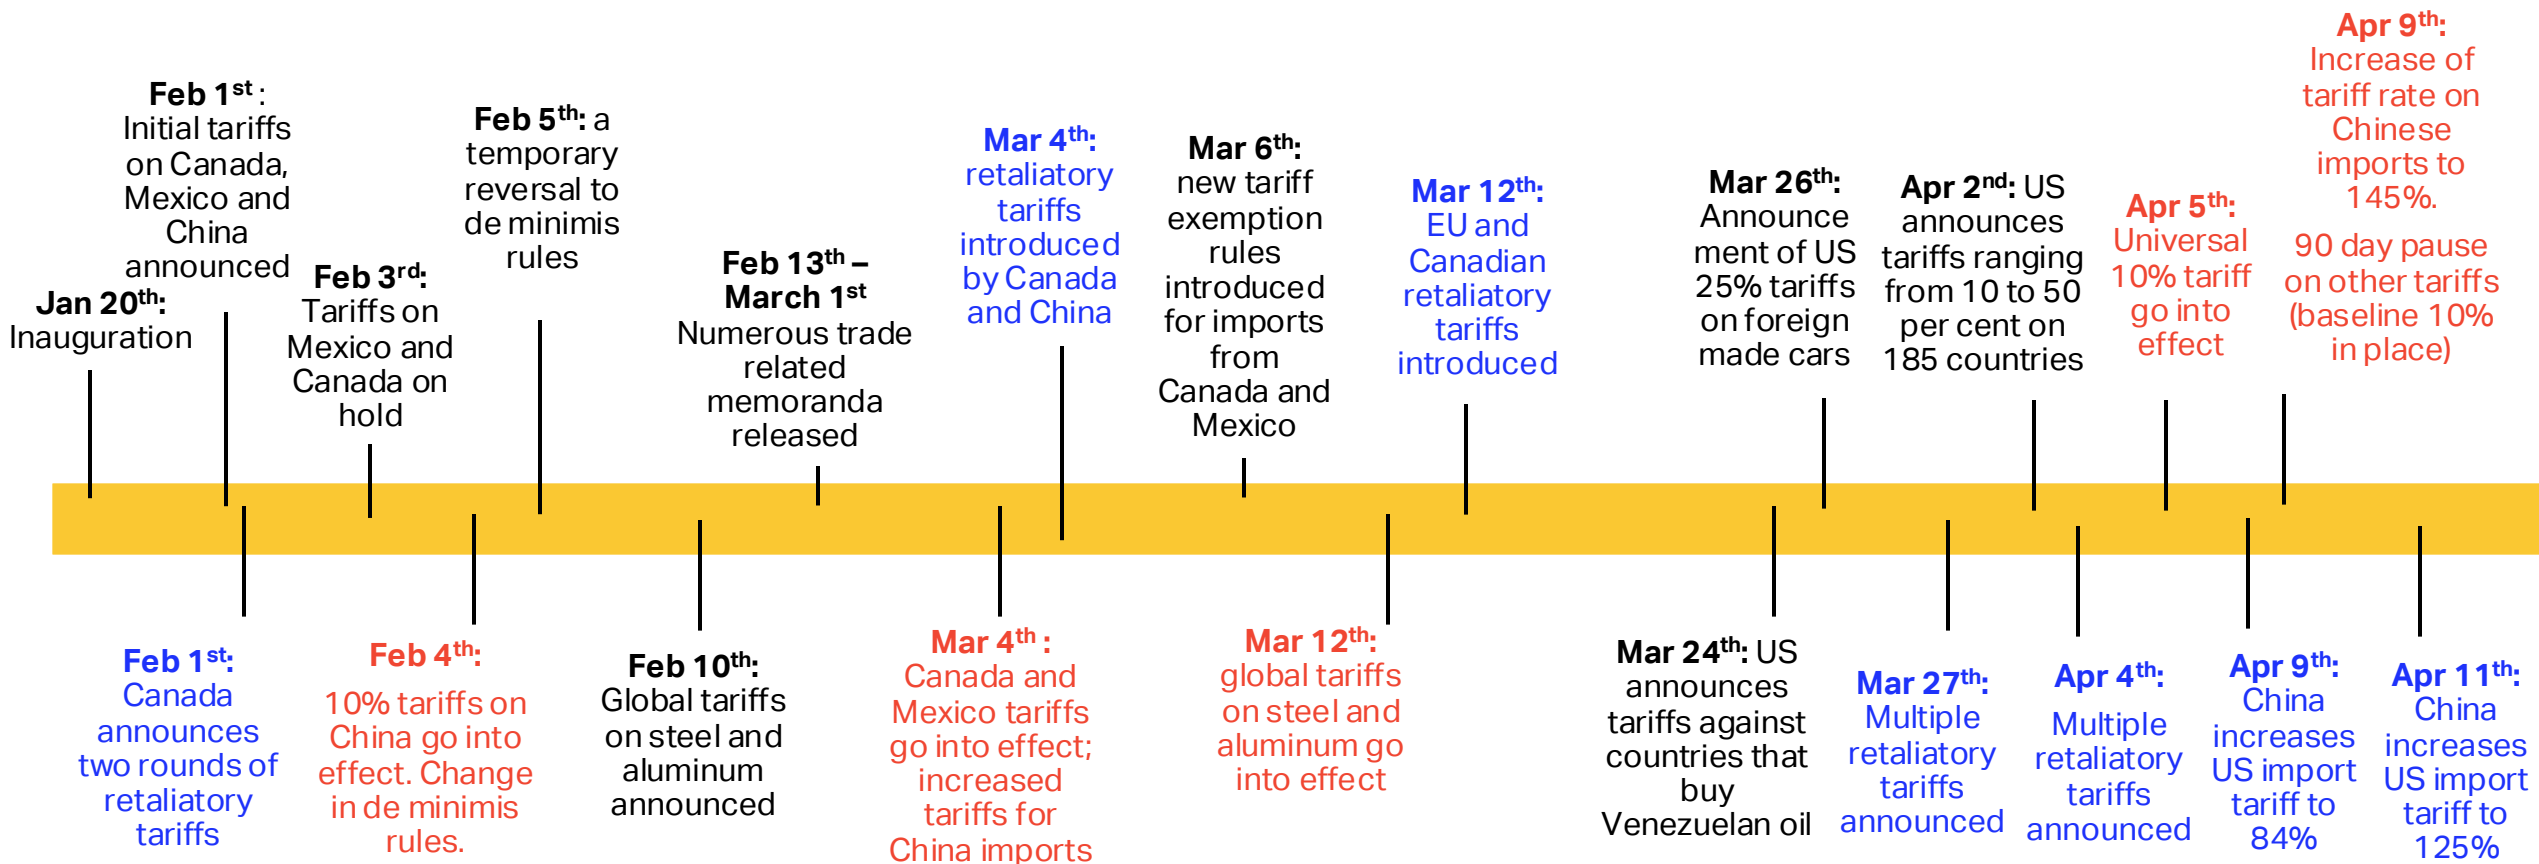 Jan 20th:
Inauguration
Feb 1st :
Initial tariffs
on Canada,
Mexico and
China
announced
Feb 1st:
Canada
announces
two rounds of
retaliatory
tariffs
Feb 3rd:
Tariffs on
Mexico and
Canada on
hold
Feb 4th:
10% tariffs on
China go into
effect. Change
in de minimis
rules.
Feb 5th: a
temporary
reversal to
de minimis
rules
Feb 10th:
Global tariffs
on steel and
aluminum
announced
Feb 13th –
March 1st
Numerous trade
related
memoranda
released
Mar 4th :
Canada and
Mexico tariffs
go into effect;
increased
tariffs for
China imports
Mar 4th:
retaliatory
tariffs
introduced
by Canada
and China
Mar 6th:
new tariff
exemption
rules
introduced
for imports
from
Canada and
Mexico
Mar 12th:
global tariffs
on steel and
aluminum go
into effect
Mar 12th:
EU and
Canadian
retaliatory
tariffs
introduced
Mar 24th: US
announces
tariffs against
countries that
buy
Venezuelan oil
Mar 26th:
Announce
ment of US
25% tariffs
on foreign
made cars
Mar 27th:
Multiple
retaliatory
tariffs
announced
Apr 2nd: US
announces
tariffs ranging
from 10 to 50
per cent on
185 countries
Apr 4th:
Multiple
retaliatory
tariffs
announced
Apr 5th:
Universal
10% tariff
go into
effect
Apr 9th:
China
increases
US import
tariff to
84%
Apr 9th:
Increase of
tariff rate on
Chinese
imports to
145%.
90 day pause
on other tariffs
(baseline 10%
in place)
Apr 11th:
China
increases
US import
tariff to
125%